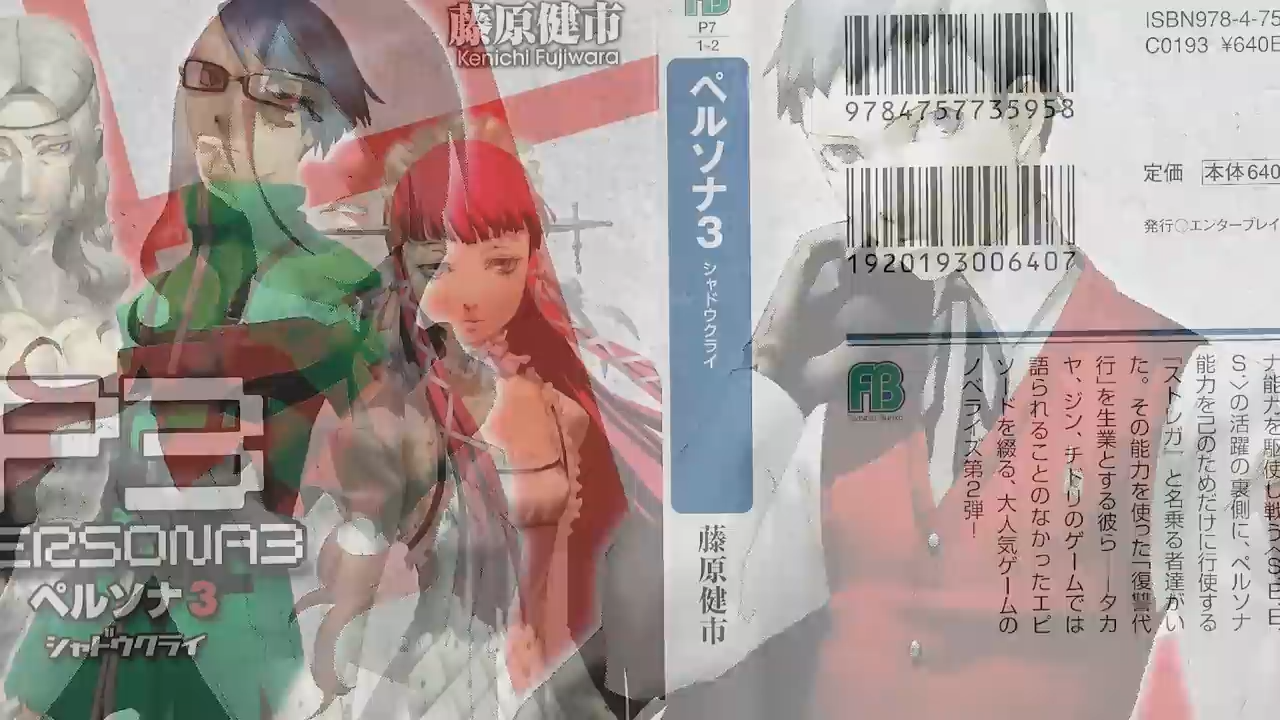 藤原健市
Kenichi Fujiwara
P3
ERSONA3
ペルソナ3
シャドウクライ
FB
P7
1-2
ペルソナ3
シャドウクライ
藤原健市
ISBN978-4-75
C0193 ¥640E
9784757735958
定価 本体640
発行○エンターブレイ
1920193006407
FB
ナ能力を駆使し戦う〈S E E
S.〉の活躍の裏側に、ペルソナ
能力を己のためだけに行使する
「ストレガ」と名乗る者達がい
た。その能力を使った「復讐代
行」を生業とする彼ら――タカ
ヤ、ジン、チドリのゲームでは
語られることのなかったエピ
ソードを綴る、大人気ゲームの
ノベライズ第2弾！